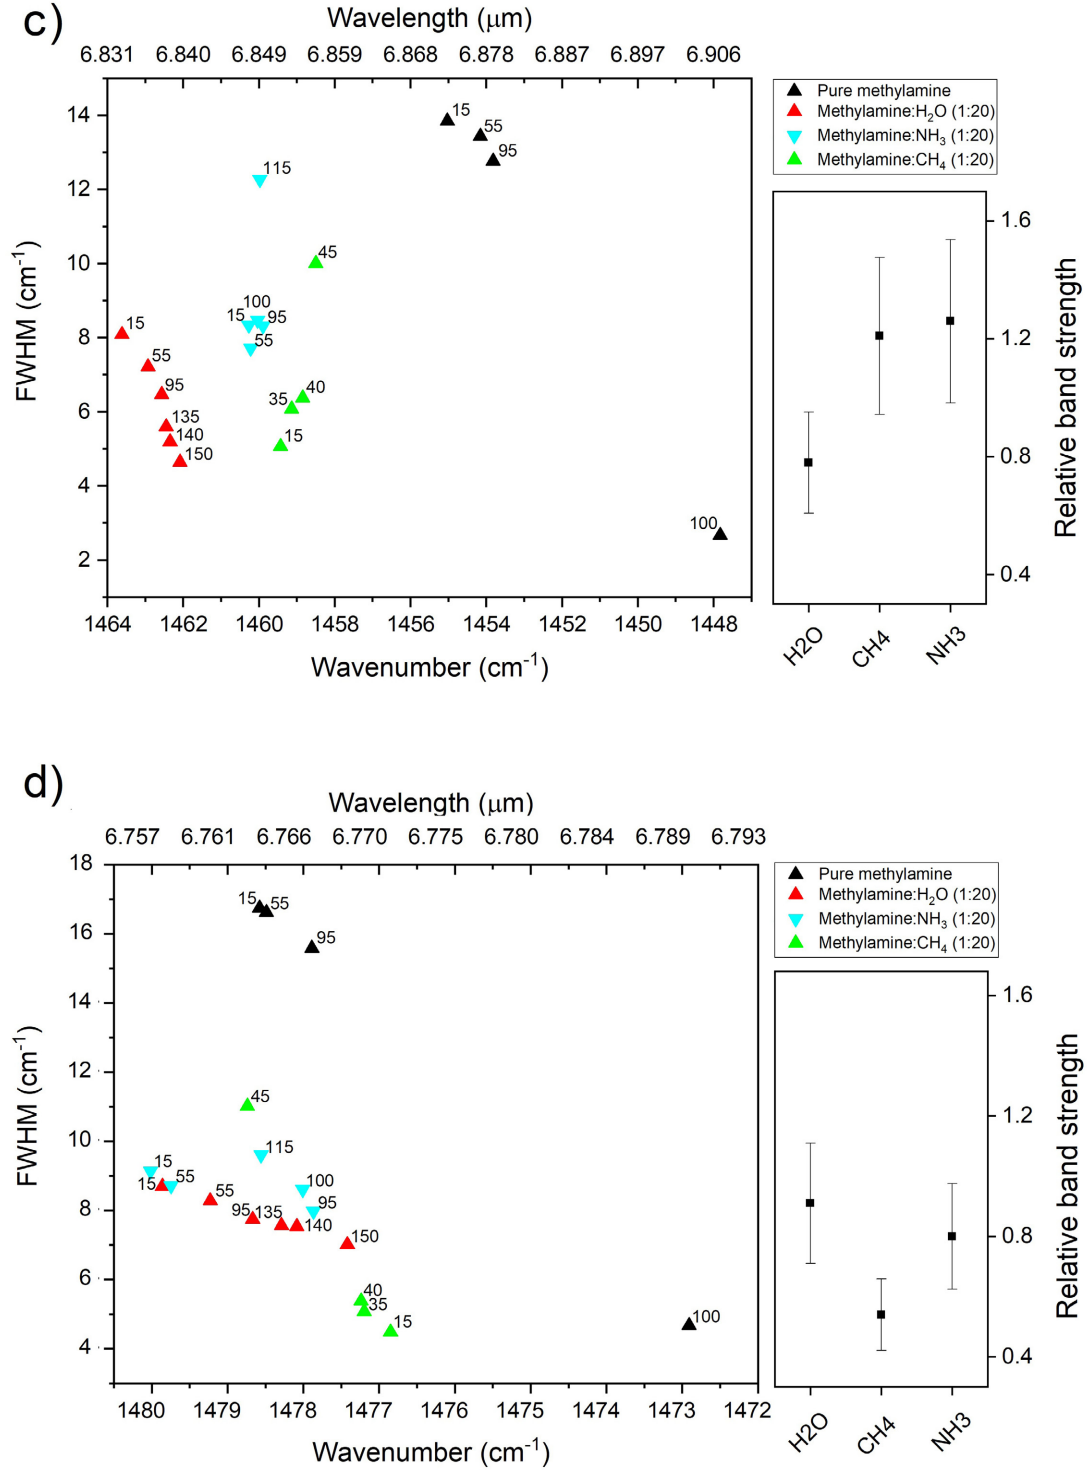 c)
Wavelength (μm)
6.831 6.840 6.849 6.859 6.868 6.878 6.887 6.897 6.906
FWHM (cm⁻¹)
14
12
10
8
6
4
2
15
55
95
115
45
100
15
95
55
15
55
95
135
140
150
40
35
15
100
1464 1462 1460 1458 1456 1454 1452 1450 1448
Wavenumber (cm⁻¹)
Pure methylamine
Methylamine:H₂O (1:20)
Methylamine:NH₃ (1:20)
Methylamine:CH₄ (1:20)
1.6
1.2
0.8
0.4
Relative band strength
H2O CH4 NH3
d)
Wavelength (μm)
6.757 6.761 6.766 6.770 6.775 6.780 6.784 6.789 6.793
FWHM (cm⁻¹)
18
16
14
12
10
8
6
4
15 55
95
45
115
15
55
15
100
55
95
95 135
140
150
40
35
15
100
1480 1479 1478 1477 1476 1475 1474 1473 1472
Wavenumber (cm⁻¹)
Pure methylamine
Methylamine:H₂O (1:20)
Methylamine:NH₃ (1:20)
Methylamine:CH₄ (1:20)
1.6
1.2
0.8
0.4
Relative band strength
H2O CH4 NH3